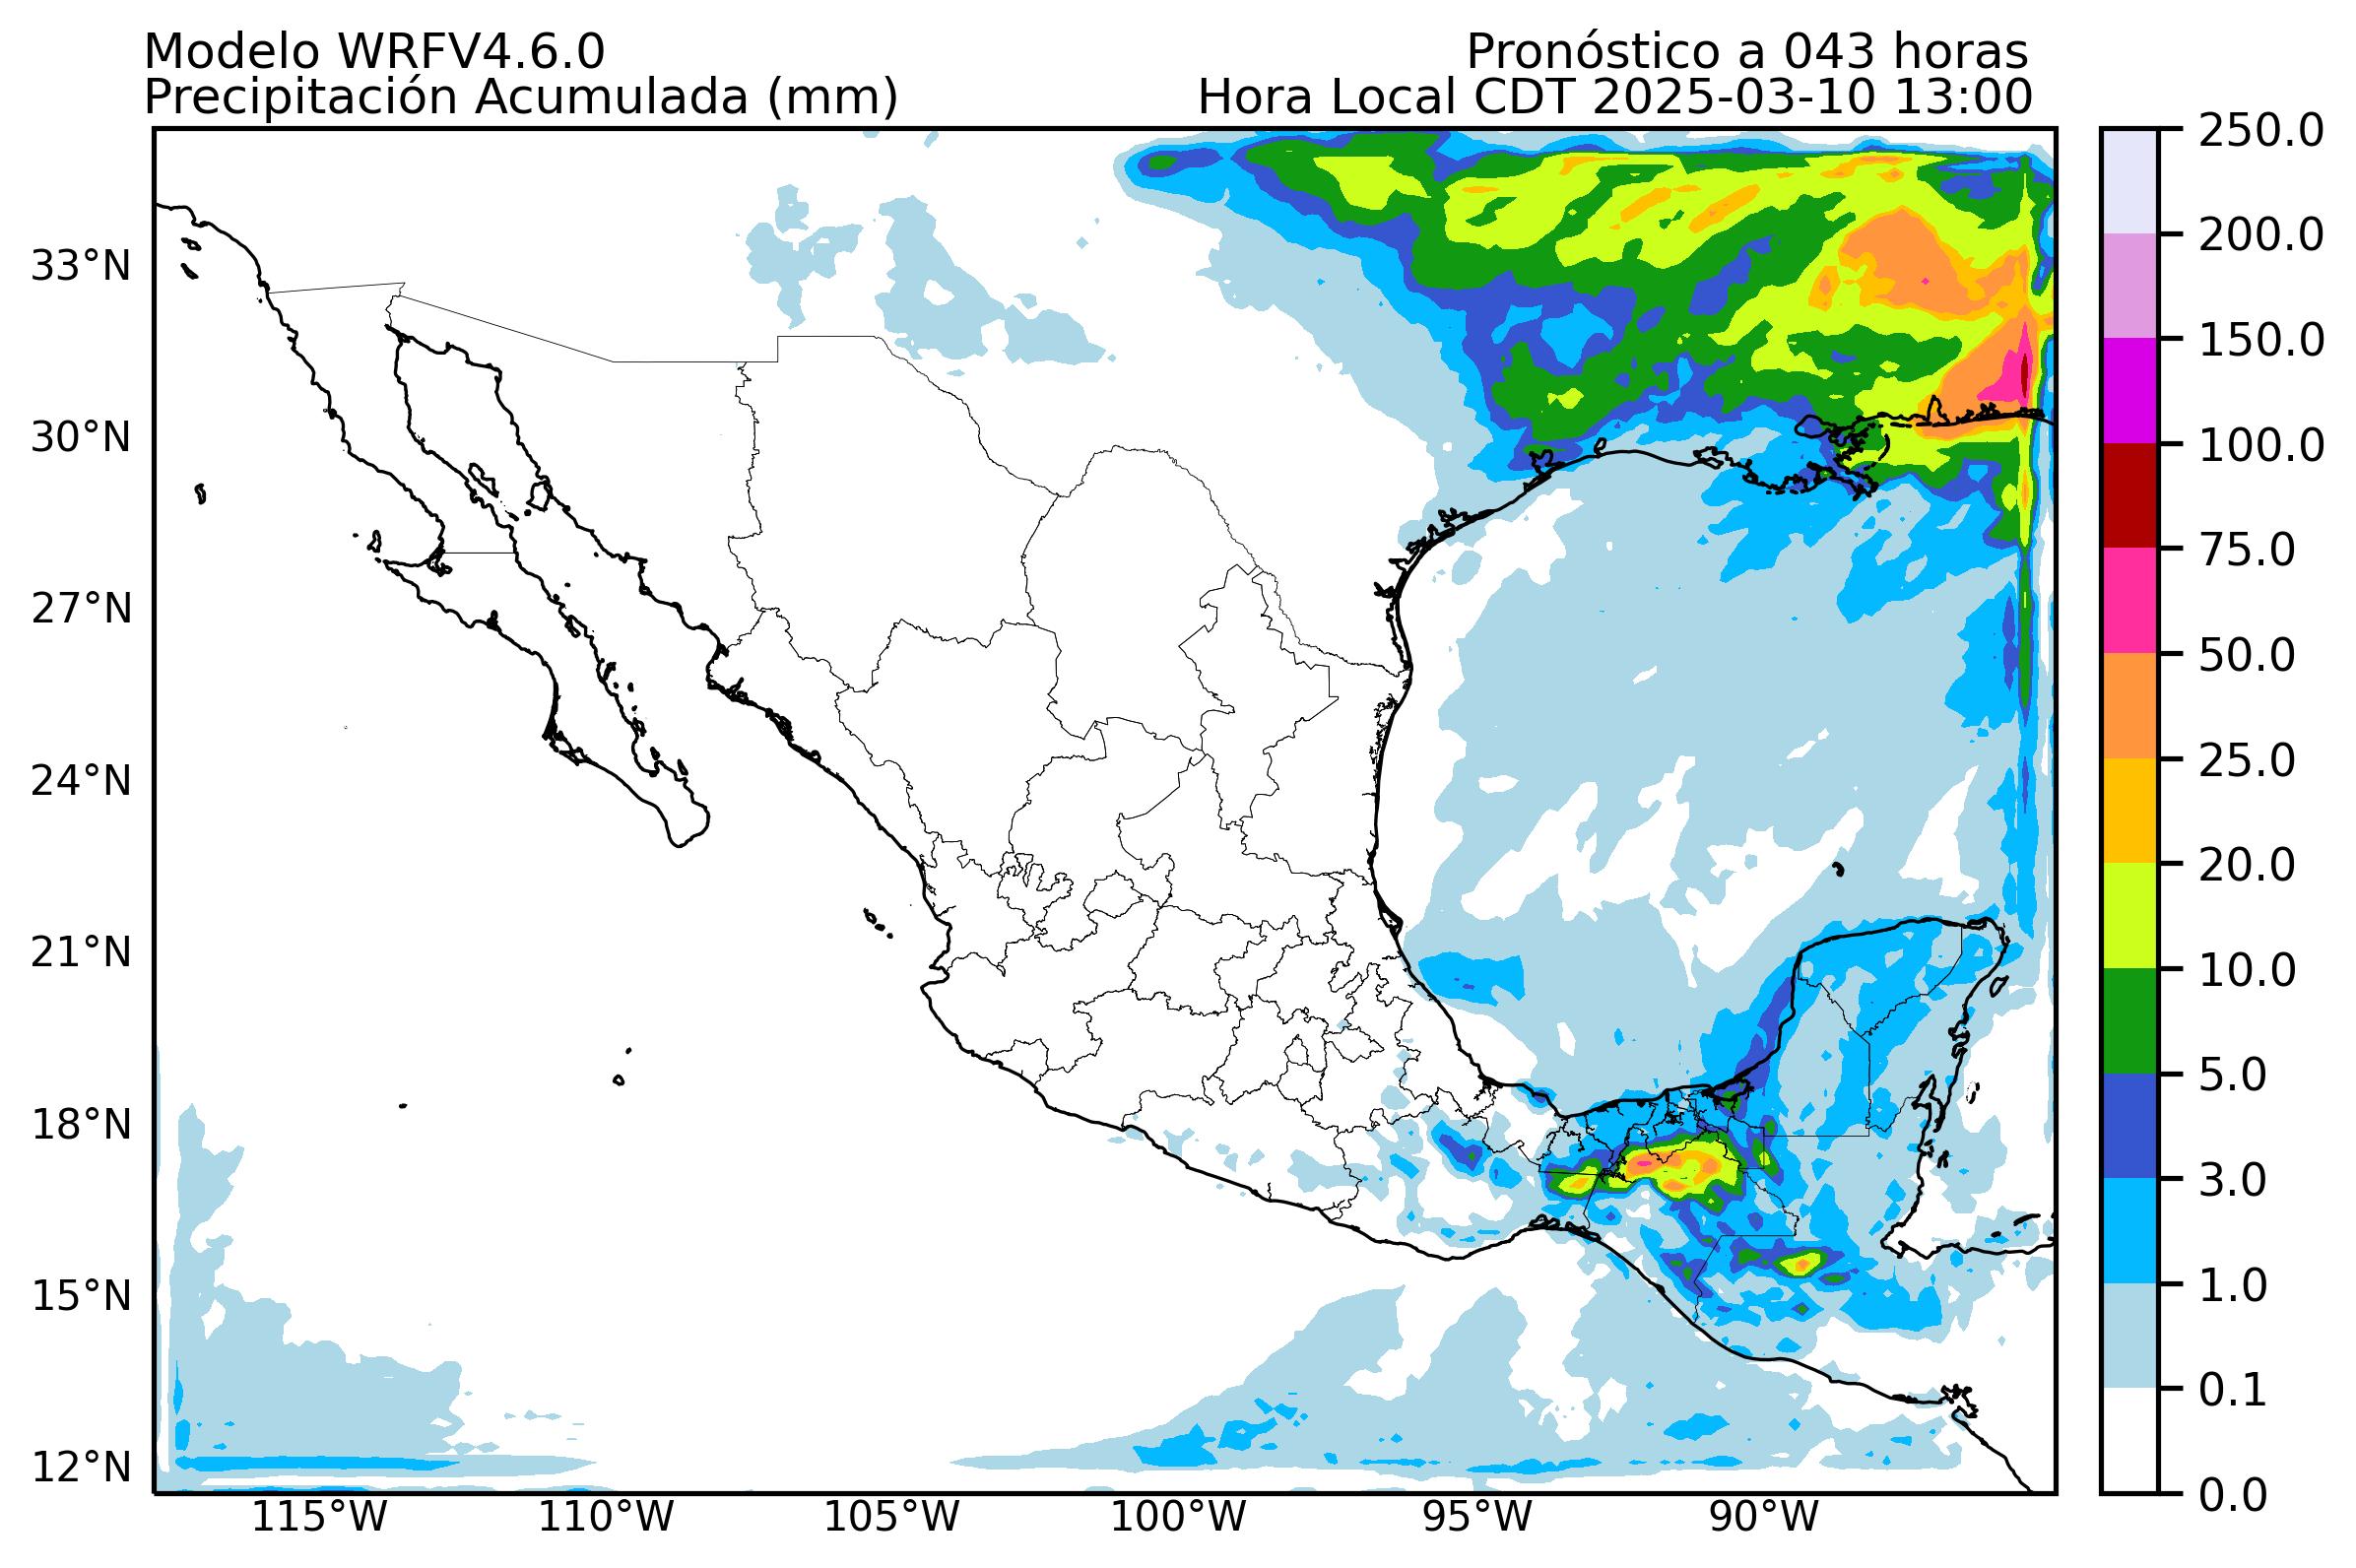 Modelo WRFV4.6.0
Pronóstico a 043 horas
Precipitación Acumulada (mm)
Hora Local CDT 2025-03-10 13:00
250.0
200.0
150.0
100.0
75.0
50.0
25.0
20.0
10.0
5.0
3.0
1.0
0.1
0.0
33°N
30°N
27°N
24°N
21°N
18°N
15°N
12°N
115°W
110°W
105°W
100°W
95°W
90°W